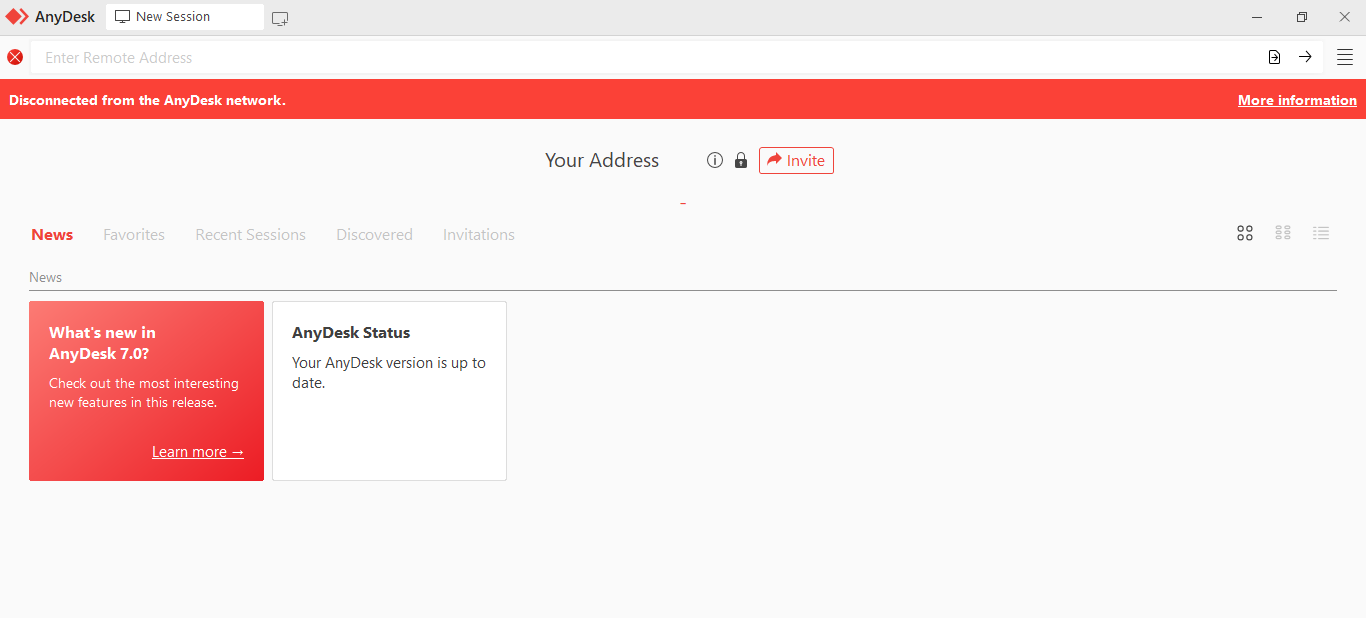 AnyDesk
New Session
Enter Remote Address
Disconnected from the AnyDesk network.
More information
Your Address
Invite
–
News Favorites Recent Sessions Discovered Invitations
News
What's new in
AnyDesk 7.0?
Check out the most interesting
new features in this release.
Learn more →
AnyDesk Status
Your AnyDesk version is up to
date.